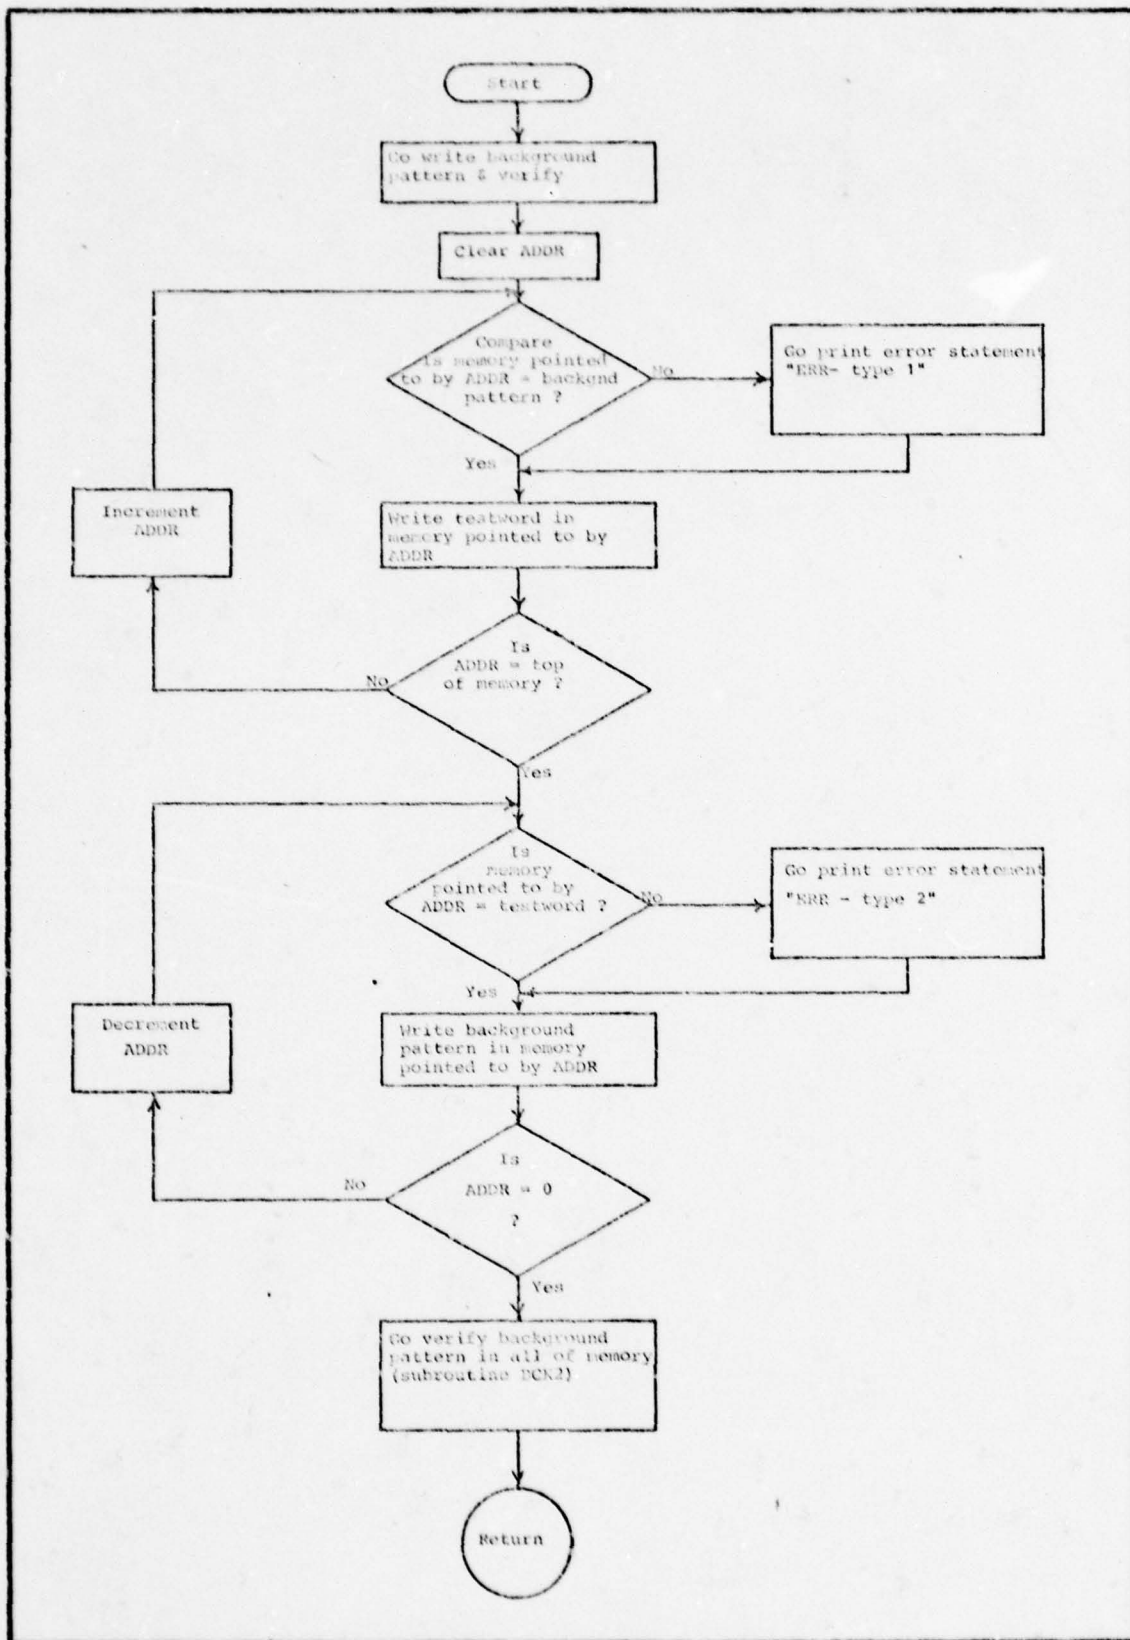 Start
Go write background
pattern & verify
Clear ADDR
Compare
Is memory pointed
to by ADDR = backgnd
pattern ?
No
Go print error statement
"ERR- type 1"
Yes
Increment
ADDR
Write testword in
memory pointed to by
ADDR
Is
ADDR = top
of memory ?
No
Yes
Is
memory
pointed to by
ADDR = testword ?
No
Go print error statement
"ERR - type 2"
Yes
Decrement
ADDR
Write background
pattern in memory
pointed to by ADDR
Is
ADDR = 0
?
No
Yes
Go verify background
pattern in all of memory
(subroutine
Return